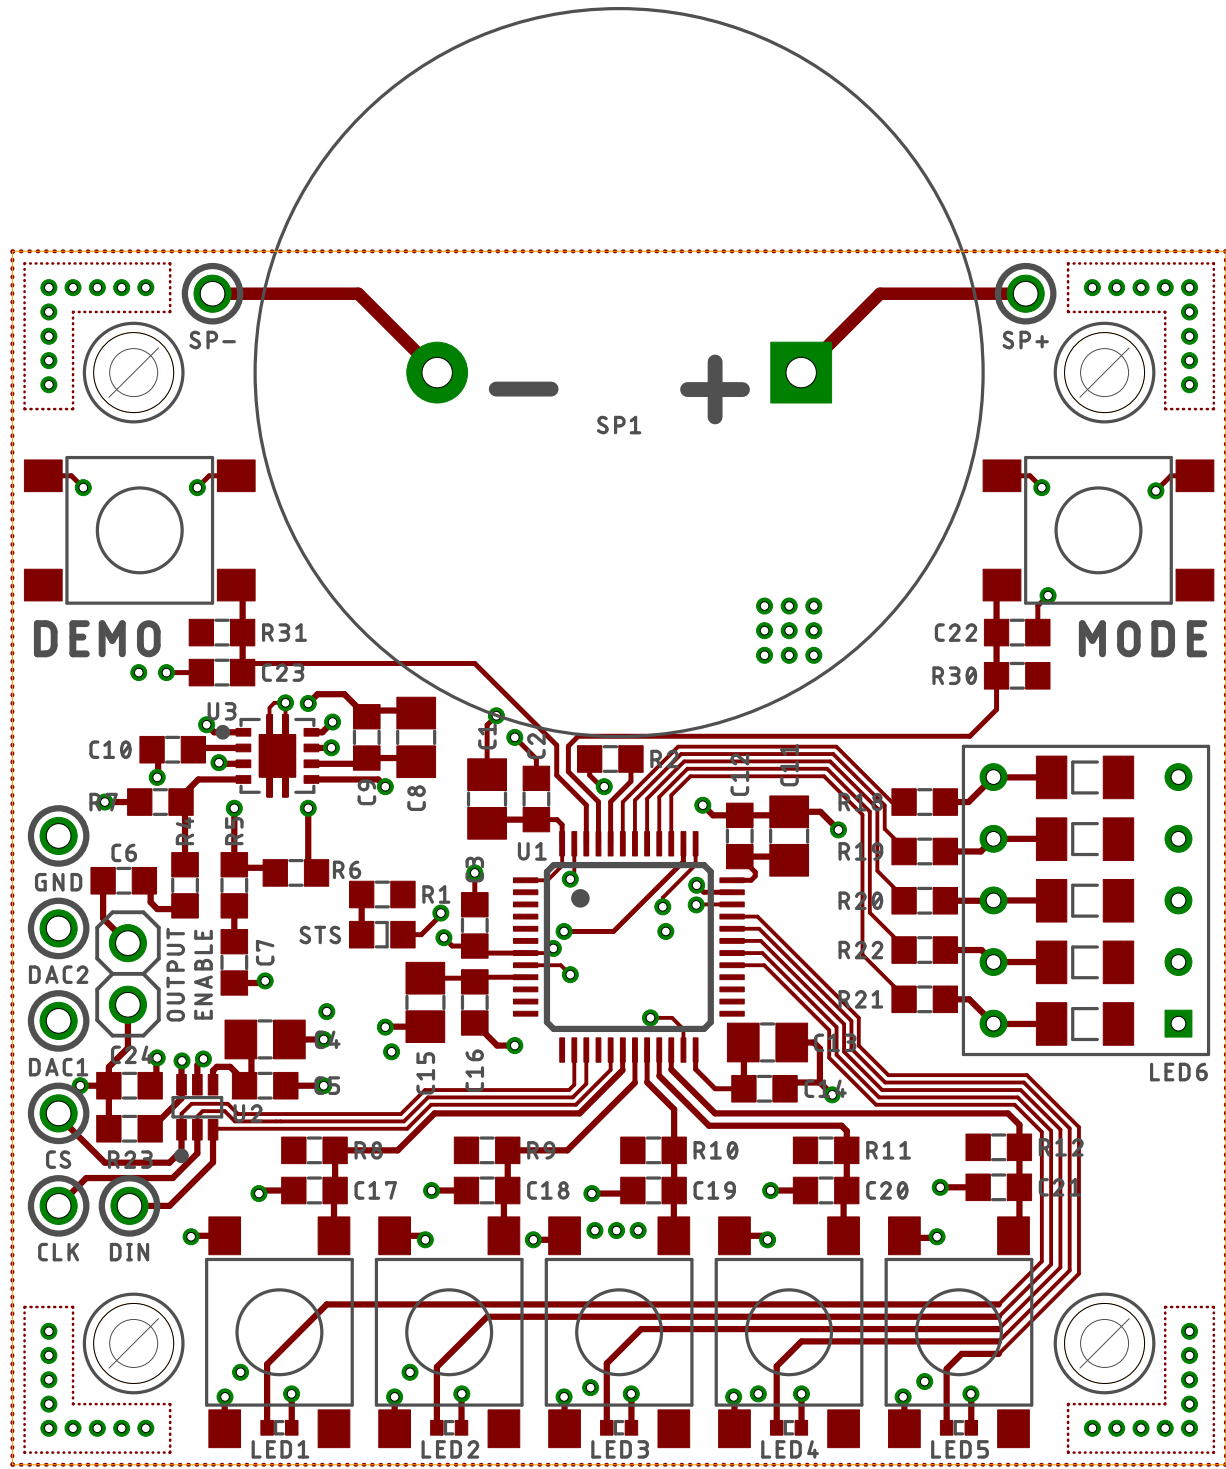 SP-
SP+
SP1
DEMO
MODE
R31
C23
C22
R30
U3
C10
C9
C8
C1
C2
R2
C12
C11
R7
R4
R5
R18
R19
R20
R22
R21
GND
C6
R6
U1
C3
R1
STS
DAC2
OUTPUT
ENABLE
C7
DAC1
C24
C4
C5
C15
C16
C13
C14
LED6
U2
CS
R23
R8
R9
R10
R11
R12
C17
C18
C19
C20
C21
CLK
DIN
LED1
LED2
LED3
LED4
LED5